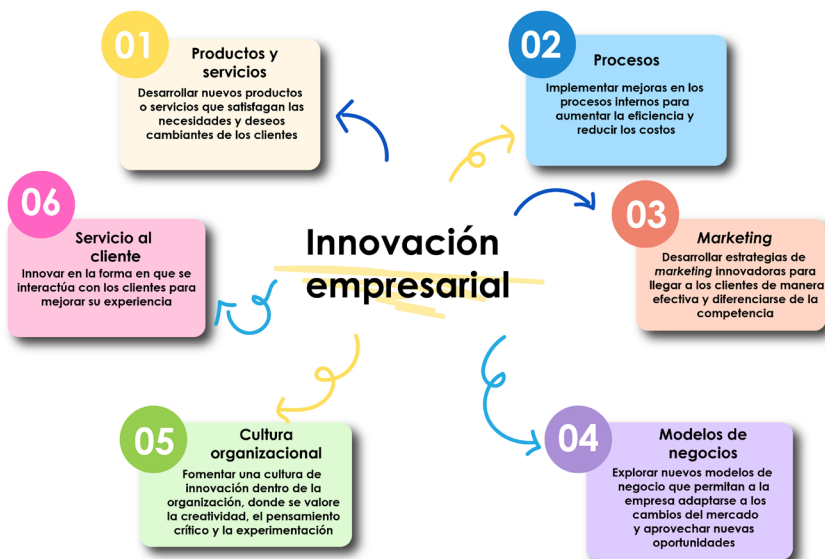 Innovación
empresarial
01
Productos y
servicios
Desarrollar nuevos productos
o servicios que satisfagan las
necesidades y deseos
cambiantes de los clientes
02
Procesos
Implementar mejoras en los
procesos internos para
aumentar la eficiencia y
reducir los costos
03
Marketing
Desarrollar estrategias de
marketing innovadoras para
llegar a los clientes de manera
efectiva y diferenciarse de la
competencia
04
Modelos de
negocios
Explorar nuevos modelos de
negocio que permitan a la
empresa adaptarse a los
cambios del mercado
y aprovechar nuevas
oportunidades
05
Cultura
organizacional
Fomentar una cultura de
innovación dentro de la
organización, donde se valore
la creatividad, el pensamiento
crítico y la experimentación
06
Servicio al
cliente
Innovar en la forma en que se
interactúa con los clientes para
mejorar su experiencia